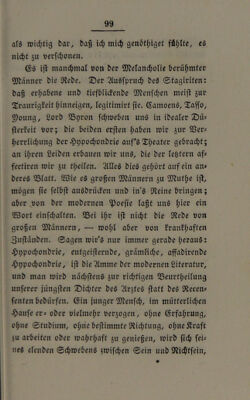 99
als wichtig dar, daß ich mich genöthiget fühlte, es
nicht zu verschonen.
Es ist manchmal von der Melancholie berühmter
Männer die Rede. Der Ausspruch des Stagiriten:
daß erhabene und tiefblickende Menschen meist zur
Traurigkeit hinneigen, legitimirt sie. Camoens, Tasso,
Young, Lord Byron schweben uns in idealer Dü-
sterkeit vor; die beiden ersten haben wir zur Ver-
herrlichung der Hypochondrie auf's Theater gebracht;
an ihren Leiden erbauen wir uns, die der letztern af-
fectiren wir zu theilen. Alles dies gehört auf ein an-
deres Blatt. Wie es großen Männern zu Muthe ist,
mögen sie selbst ausdrücken und in's Reine bringen;
aber von der modernen Poesie laßt uns hier ein
Wort einschalten. Bei ihr ist nicht die Rede von
großen Männern, — wohl aber von krankhaften
Zuständen. Sagen wir's nur immer gerade heraus:
Hypochondrie, entgeisternde, grämliche, affadirende
Hypochondrie, ist die Amme der modernen Literatur,
und man wird nächstens zur richtigen Beurtheilung
unserer jüngsten Dichter des Arztes statt des Recen-
senten bedürfen. Ein junger Mensch, im mütterlichen
Hause er- oder vielmehr verzogen, ohne Erfahrung,
ohne Studium, ohne bestimmte Richtung, ohne Kraft
zu arbeiten oder wahrhaft zu genießen, wird sich sei-
nes elenden Schwebens zwischen Sein und Nichtsein,